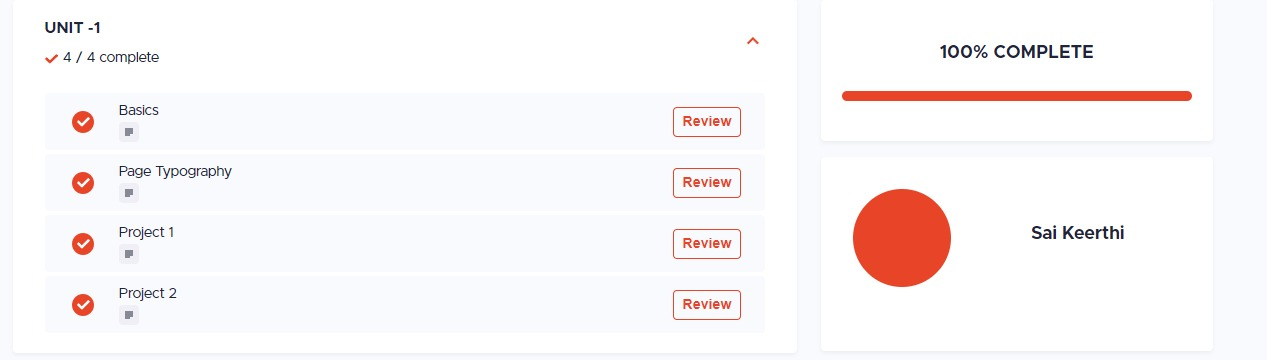 UNIT -1
4 / 4 complete
Basics
Review
Page Typography
Review
Project 1
Review
Project 2
Review
100% COMPLETE
Sai Keerthi